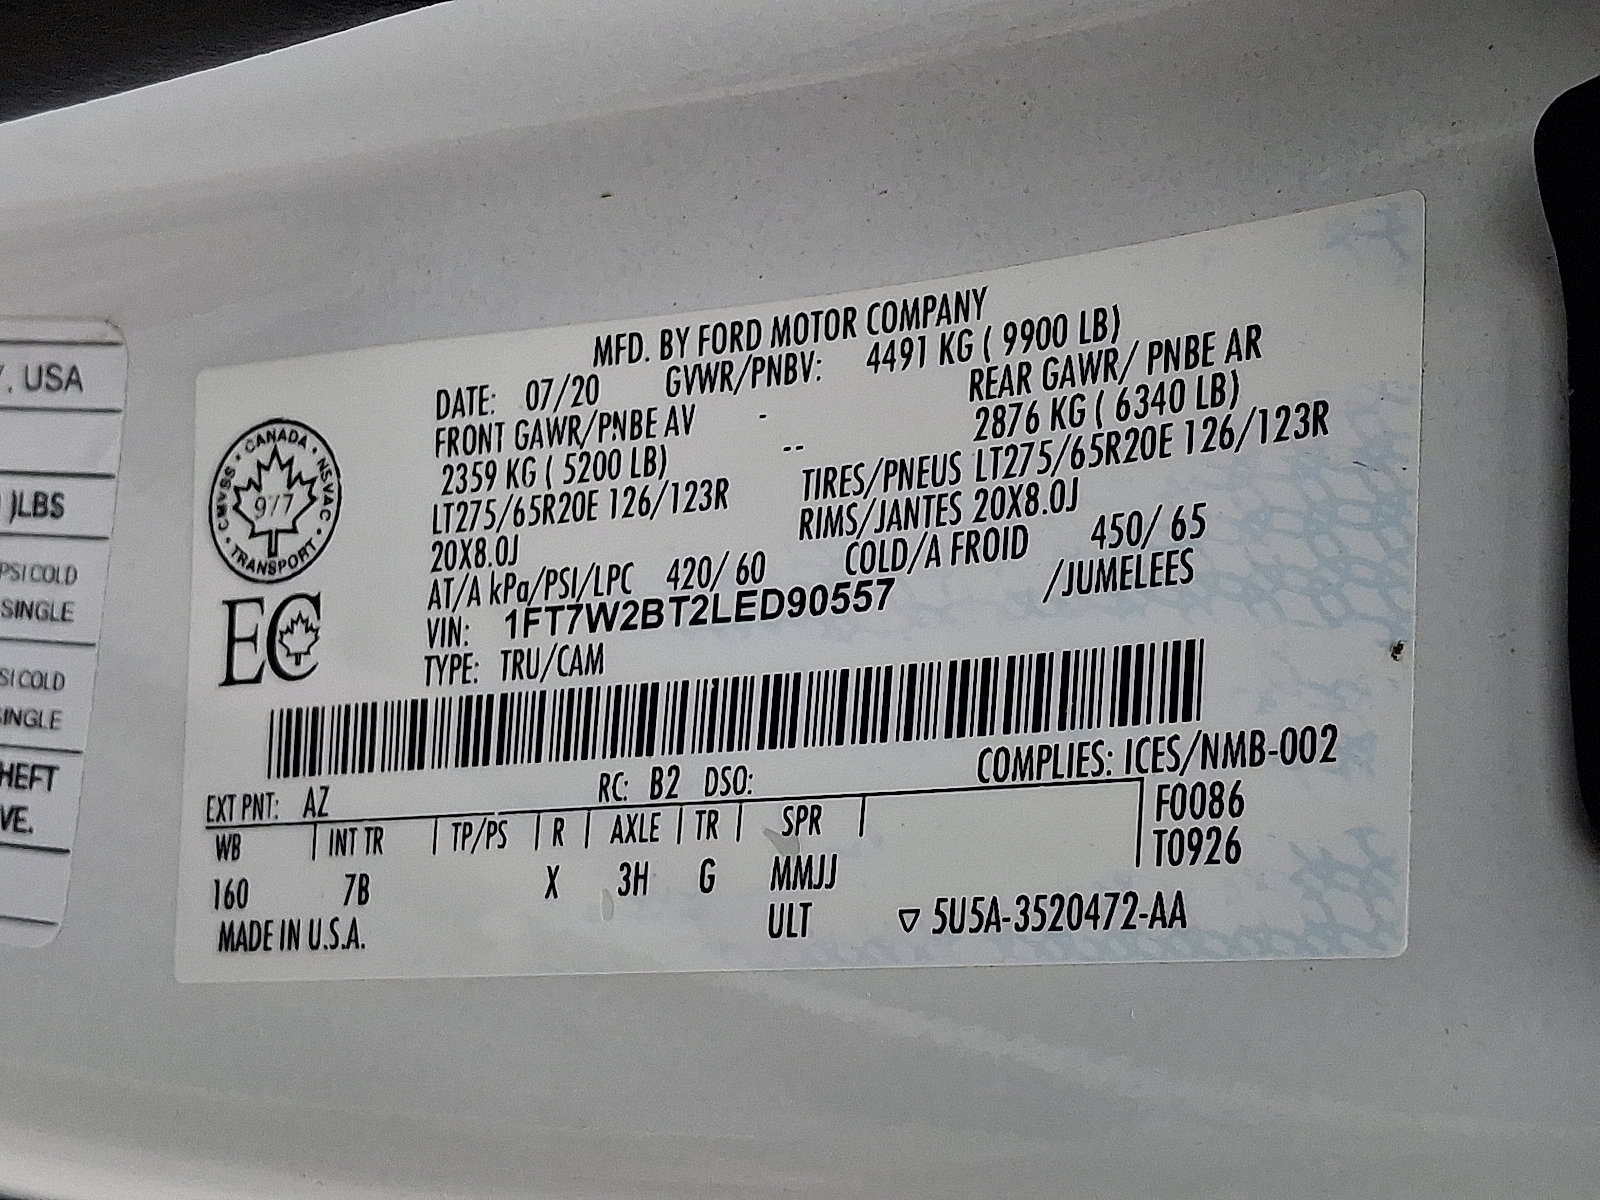 , USA
)LBS
PSI COLD
SINGLE
SI COLD
INGLE
HEFT
VE.
MFD. BY FORD MOTOR COMPANY
DATE: 07/20 GVWR/PNBV: 4491 KG ( 9900 LB)
FRONT GAWR/PNBE AV - REAR GAWR/ PNBE AR
2359 KG ( 5200 LB) -- 2876 KG ( 6340 LB)
LT275/65R20E 126/123R TIRES/PNEUS LT275/65R20E 126/123R
20X8.0J RIMS/JANTES 20X8.0J
AT/A kPa/PSI/LPC 420/ 60 COLD/A FROID 450/ 65
VIN: 1FT7W2BT2LED90557 /JUMELEES
TYPE: TRU/CAM
CANADA
CMVSS · NSVAC
977
TRANSPORT
EC
COMPLIES: ICES/NMB-002
EXT PNT: AZ RC: B2 DSO:
F0086
WB | INT TR | TP/PS | R | AXLE | TR | SPR |
T0926
160 7B X 3H G MMJJ
MADE IN U.S.A. ULT ▽ 5U5A-3520472-AA